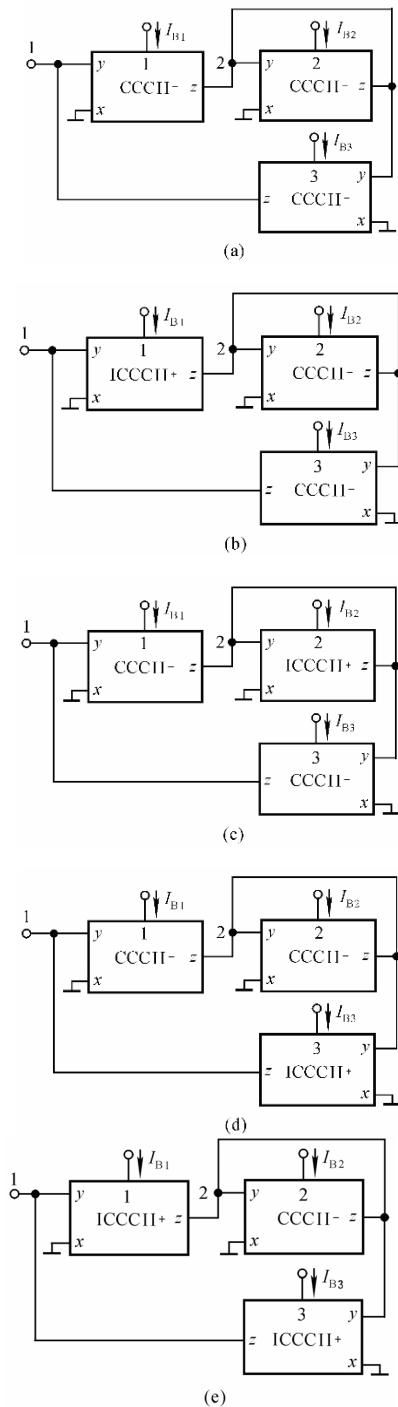 I_B1 I_B2
1 y 1 2 y 2
CCCII− z CCCII− z
x x
I_B3
3 y
z CCCII−
x
(a)
1 I_B1 I_B2
y 1 2 y 2
ICCCII+ z CCCII− z
x x
I_B3
3 y
z CCCII−
x
(b)
1 I_B1 I_B2
y 1 2 y 2
CCCII− z ICCCII+ z
x x
I_B3
3 y
z CCCII−
x
(c)
1 I_B1 I_B2
y 1 2 y 2
CCCII− z CCCII− z
x x
I_B3
3 y
z ICCCII+
x
(d)
1 I_B1 I_B2
y 1 2 y 2
ICCCII+ z CCCII− z
x x
I_B3
3 y
z ICCCII+
x
(e)